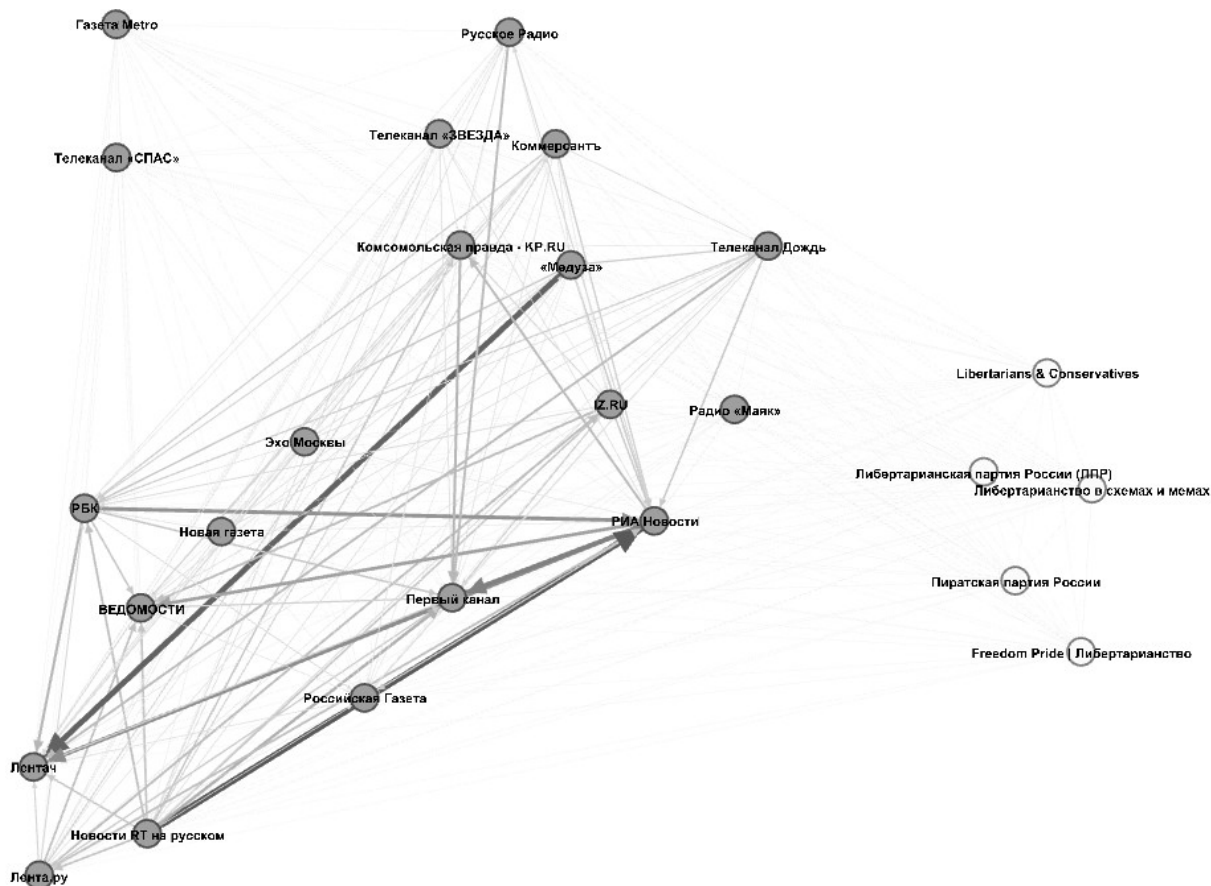 Газета Metro
Русское Радио
Телеканал «ЗВЕЗДА»
Коммерсантъ
Телеканал «СПАС»
Комсомольская правда - KP.RU
Телеканал Дождь
«Медуза»
Libertarians & Conservatives
IZ.RU
Радио «Маяк»
Эхо Москвы
Либертарианская партия России (ЛПР)
Либертарианство в схемах и мемах
РБК
РИА Новости
Новая газета
Пиратская партия России
Первый канал
ВЕДОМОСТИ
Freedom Pride | Либертарианство
Российская Газета
Лентач
Новости RT на русском
Лента.ру